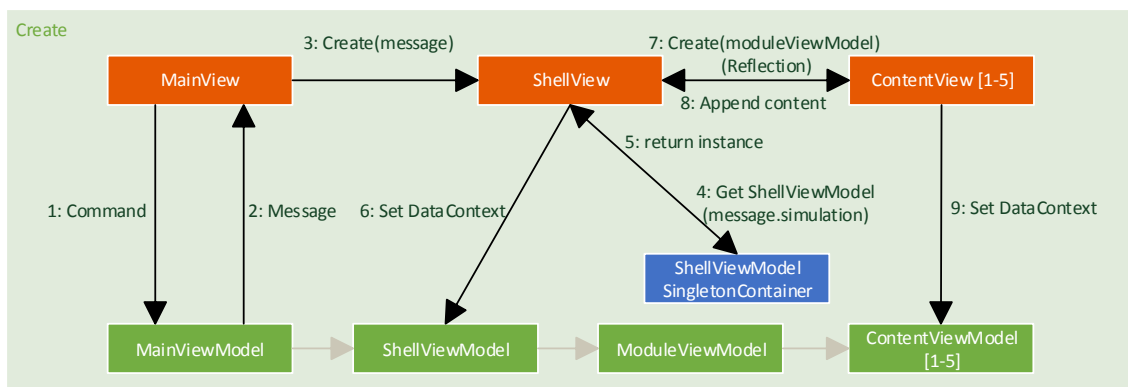 Create
3: Create(message)
7: Create(moduleViewModel)
(Reflection)
MainView
ShellView
ContentView [1-5]
8: Append content
5: return instance
4: Get ShellViewModel
(message.simulation)
1: Command
2: Message
6: Set DataContext
9: Set DataContext
ShellViewModel
SingletonContainer
MainViewModel
ShellViewModel
ModuleViewModel
ContentViewModel
[1-5]